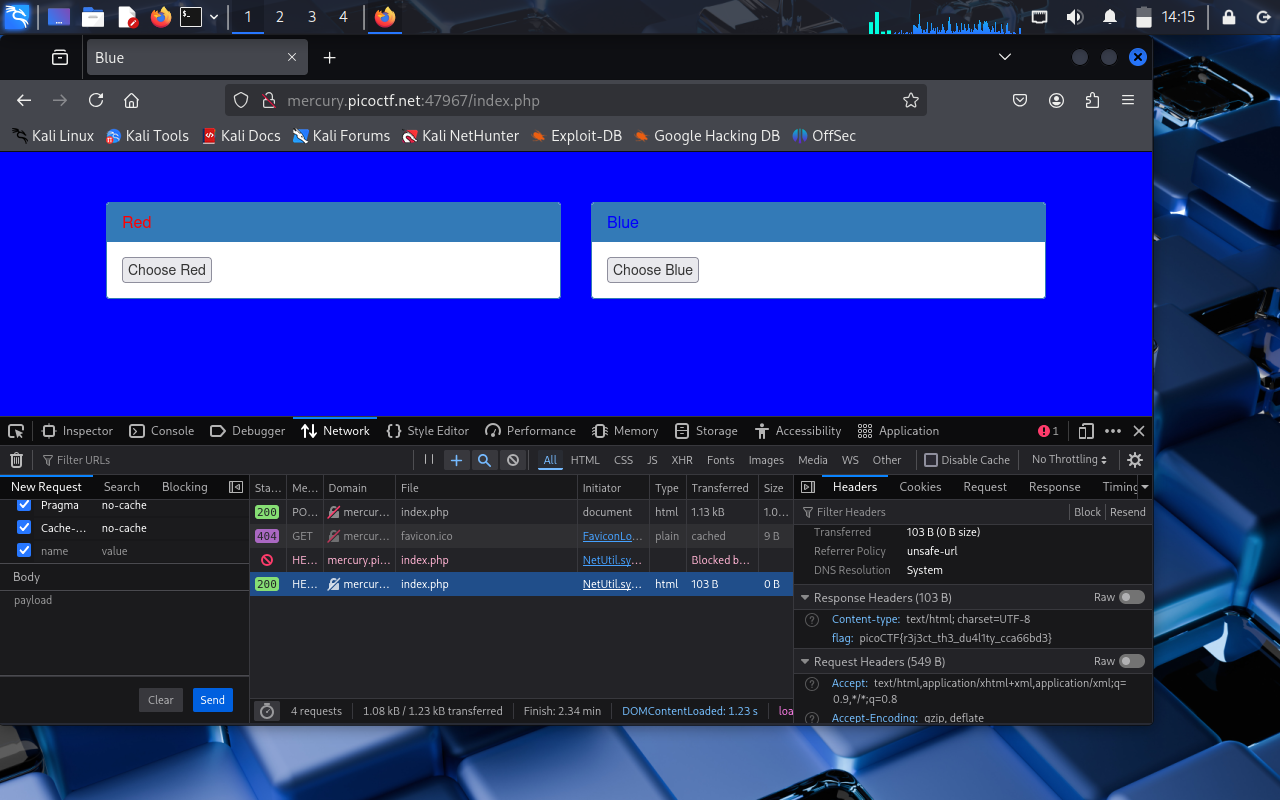 1 2 3 4 14:15
Blue
mercury.picoctf.net:47967/index.php
Kali Linux Kali Tools Kali Docs Kali Forums Kali NetHunter Exploit-DB Google Hacking DB OffSec
Red Blue
Choose Red Choose Blue
Inspector Console Debugger Network Style Editor Performance Memory Storage Accessibility Application 1
Filter URLs All HTML CSS JS XHR Fonts Images Media WS Other Disable Cache No Throttling
New Request Search Blocking Sta... Me... Domain File Initiator Type Transferred Size Headers Cookies Request Response Timing
Pragma no-cache 200 PO... mercur... index.php document html 1.13 kB 1.0... Filter Headers Block Resend
Cache-... no-cache 404 GET mercur... favicon.ico FaviconLo... plain cached 9 B Transferred 103 B (0 B size)
name value HE... mercury.pi... index.php NetUtil.sy... Blocked b... Referrer Policy unsafe-url
Body 200 HE... mercur... index.php NetUtil.sy... html 103 B 0 B DNS Resolution System
payload Response Headers (103 B) Raw
Content-type: text/html; charset=UTF-8
flag: picoCTF{r3j3ct_th3_du4l1ty_cca66bd3}
Request Headers (549 B) Raw
Accept: text/html,application/xhtml+xml,application/xml;q=
0.9,*/*;q=0.8
Clear Send 4 requests 1.08 kB / 1.23 kB transferred Finish: 2.34 min DOMContentLoaded: 1.23 s loa
Accept-Encoding: gzip, deflate